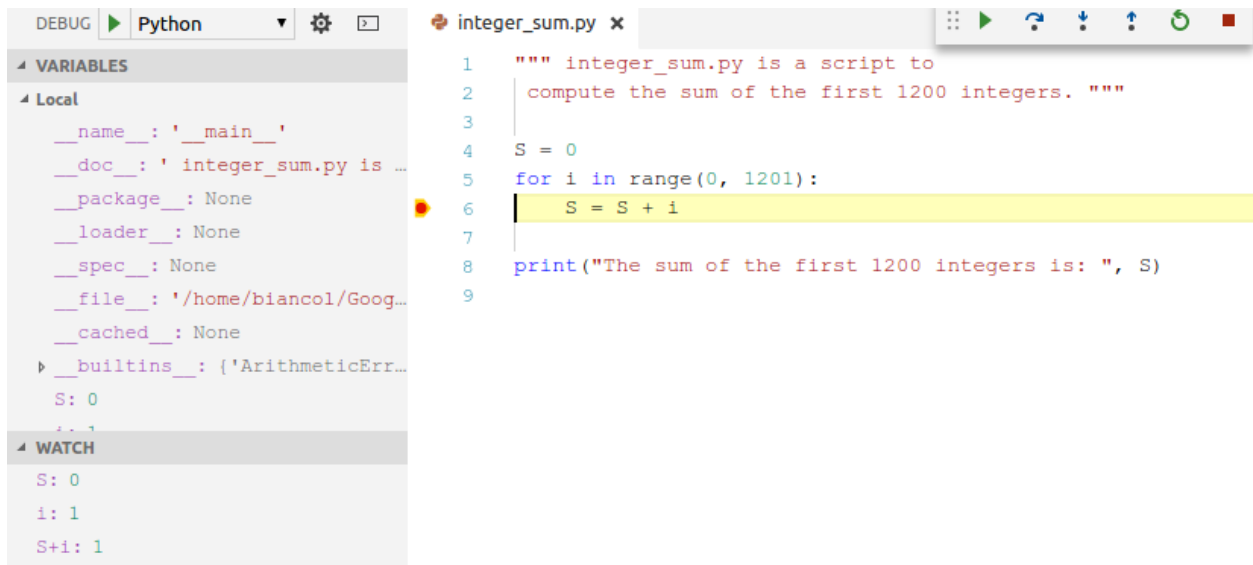 DEBUG Python
VARIABLES
Local
__name__: '__main__'
__doc__: ' integer_sum.py is …
__package__: None
__loader__: None
__spec__: None
__file__: '/home/biancol/Goog…
__cached__: None
__builtins__: {'ArithmeticErr…
S: 0
i: 1
WATCH
S: 0
i: 1
S+i: 1
integer_sum.py x
1 """ integer_sum.py is a script to
2 compute the sum of the first 1200 integers. """
3
4 S = 0
5 for i in range(0, 1201):
6 S = S + i
7
8 print("The sum of the first 1200 integers is: ", S)
9